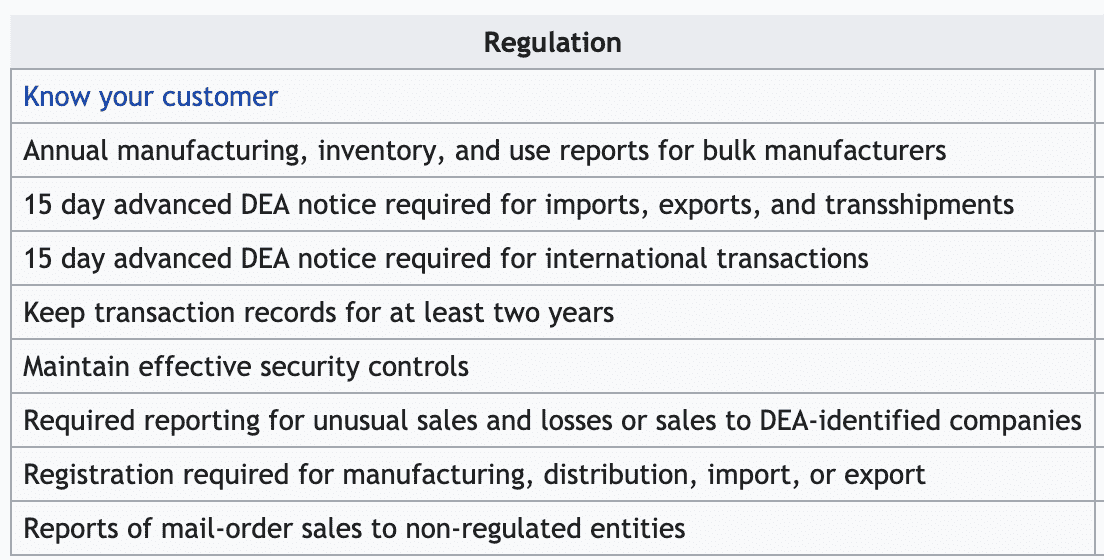 Regulation
Know your customer
Annual manufacturing, inventory, and use reports for bulk manufacturers
15 day advanced DEA notice required for imports, exports, and transshipments
15 day advanced DEA notice required for international transactions
Keep transaction records for at least two years
Maintain effective security controls
Required reporting for unusual sales and losses or sales to DEA-identified companies
Registration required for manufacturing, distribution, import, or export
Reports of mail-order sales to non-regulated entities